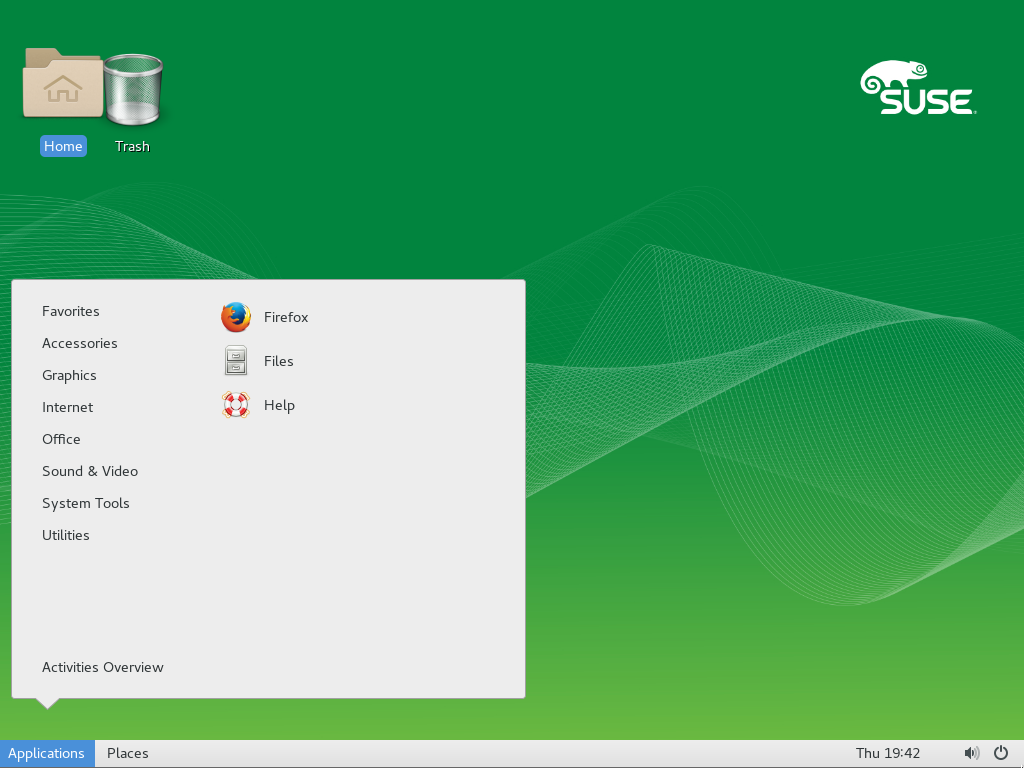 SUSE
Home
Trash
Favorites
Accessories
Graphics
Internet
Office
Sound & Video
System Tools
Utilities
Activities Overview
Firefox
Files
Help
Applications
Places
Thu 19:42